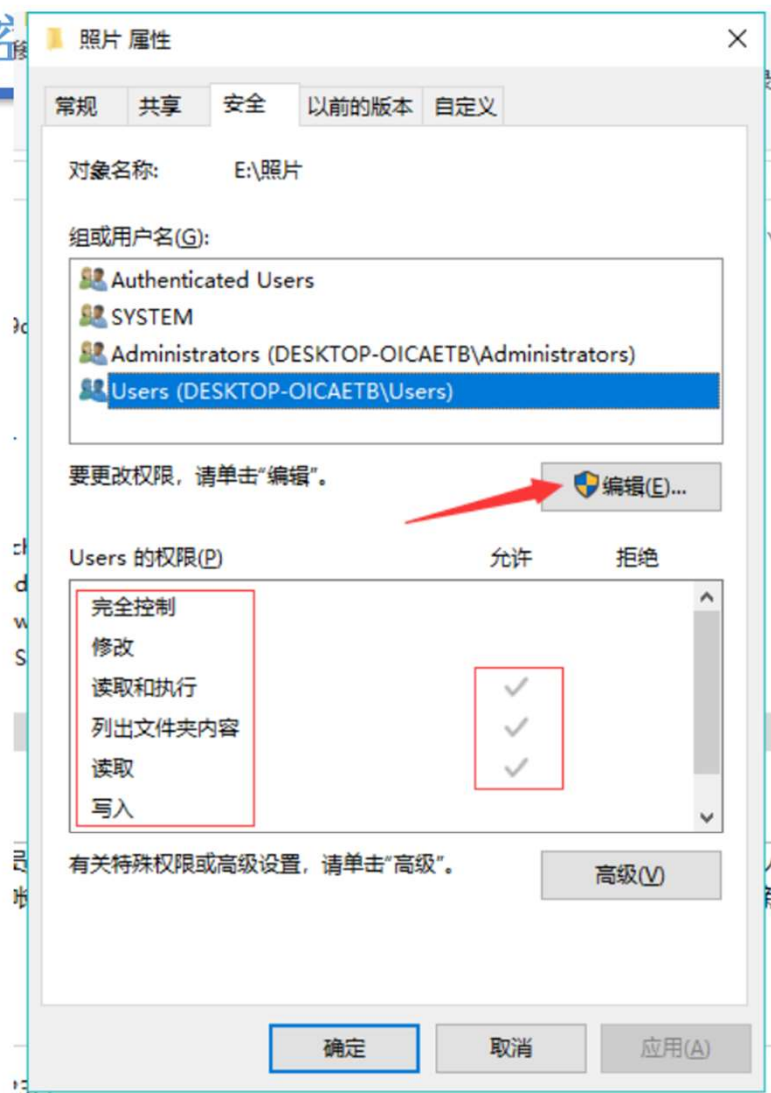 照片 属性
常规 共享 安全 以前的版本 自定义
对象名称: E:\照片
组或用户名(G):
Authenticated Users
SYSTEM
Administrators (DESKTOP-OICAETB\Administrators)
Users (DESKTOP-OICAETB\Users)
要更改权限，请单击“编辑”。
编辑(E)...
Users 的权限(P) 允许 拒绝
完全控制
修改
读取和执行
列出文件夹内容
读取
写入
有关特殊权限或高级设置，请单击“高级”。
高级(V)
确定 取消 应用(A)